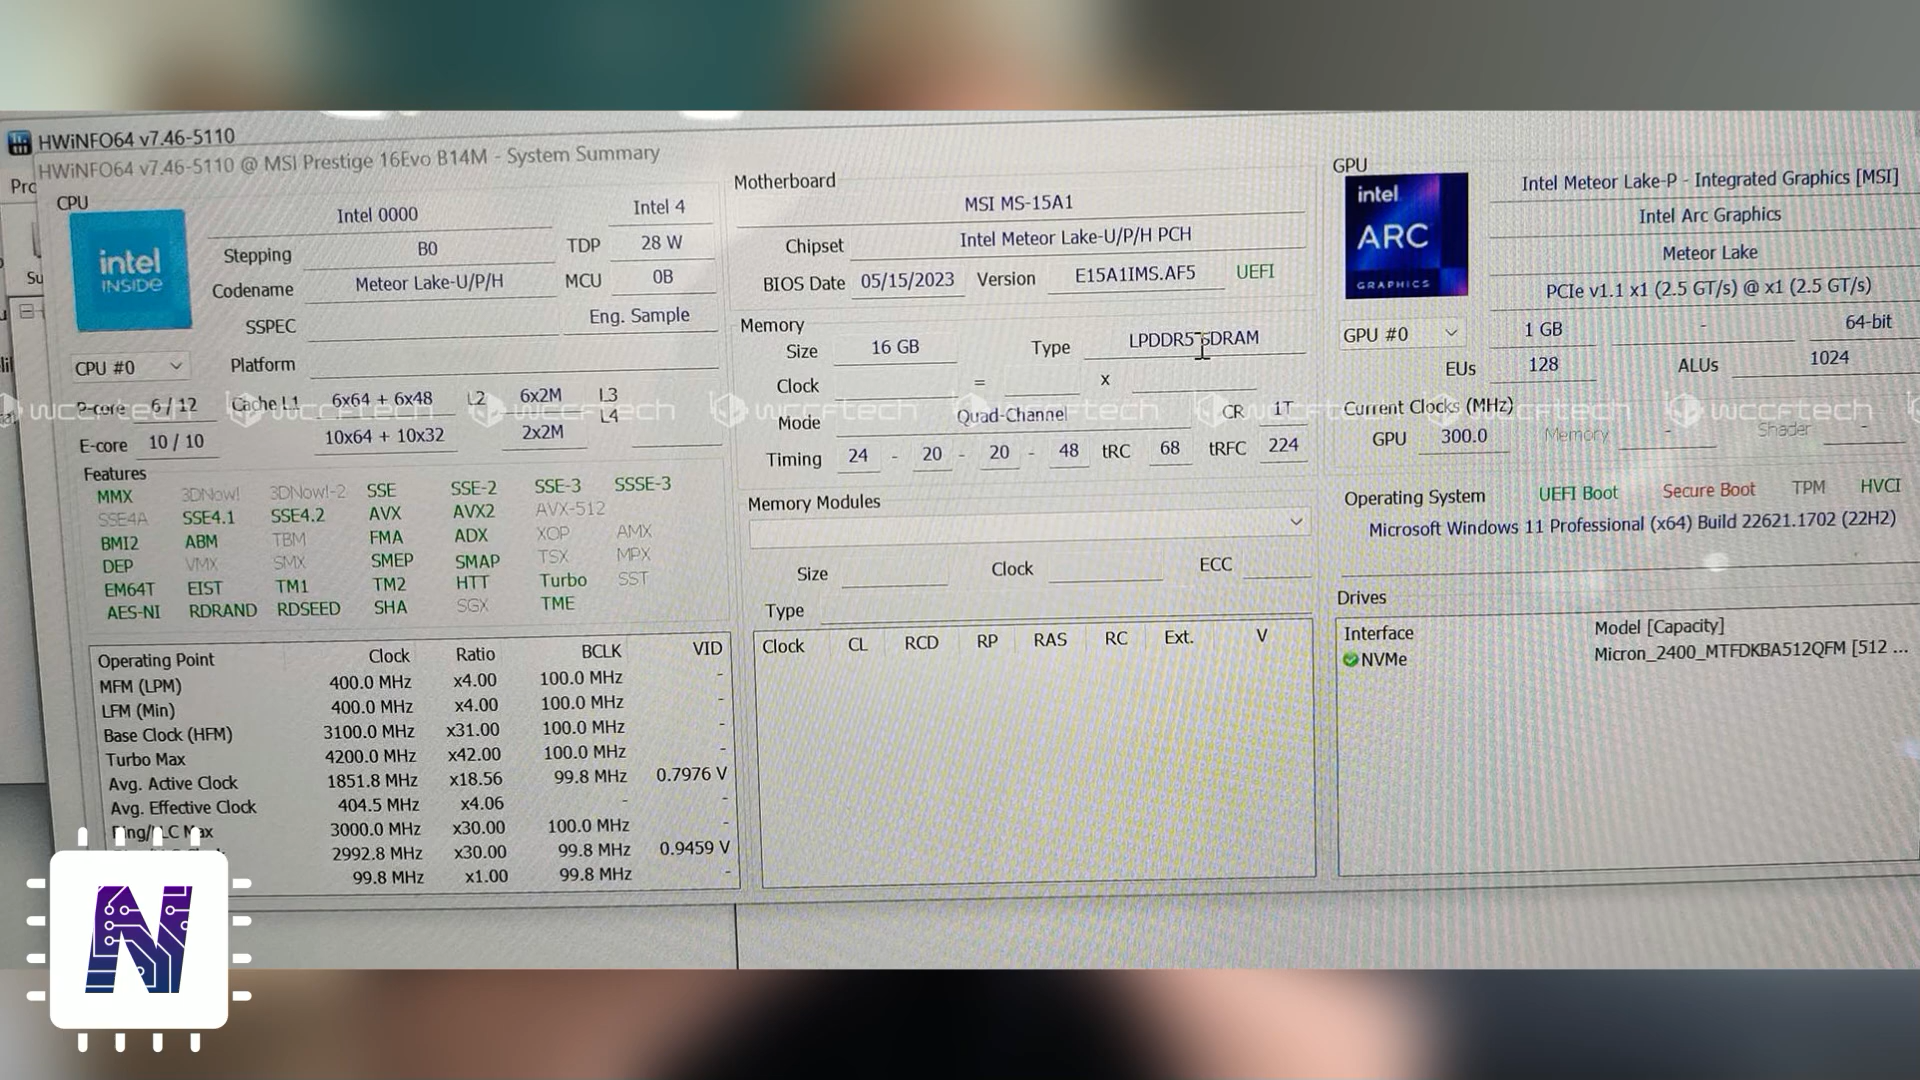 HWiNFO64 v7.46-5110
HWiNFO64 v7.46-5110 @ MSI Prestige 16Evo B14M - System Summary
CPU
intel INSIDE
Intel 0000
Intel 4
Stepping B0 TDP 28 W
Codename Meteor Lake-U/P/H MCU 0B
SSPEC Eng. Sample
CPU #0 Platform
P-core 6 / 12 Cache L1 6x64 + 6x48 L2 6x2M L3
L4
E-core 10 / 10 10x64 + 10x32 2x2M
Features
MMX 3DNow! 3DNow!-2 SSE SSE-2 SSE-3 SSSE-3
SSE4A SSE4.1 SSE4.2 AVX AVX2 AVX-512
BMI2 ABM TBM FMA ADX XOP AMX
DEP VMX SMX SMEP SMAP TSX MPX
EM64T EIST TM1 TM2 HTT Turbo SST
AES-NI RDRAND RDSEED SHA SGX TME
Operating Point Clock Ratio BCLK VID
MFM (LPM) 400.0 MHz x4.00 100.0 MHz -
LFM (Min) 400.0 MHz x4.00 100.0 MHz -
Base Clock (HFM) 3100.0 MHz x31.00 100.0 MHz -
Turbo Max 4200.0 MHz x42.00 100.0 MHz -
Avg. Active Clock 1851.8 MHz x18.56 99.8 MHz 0.7976 V
Avg. Effective Clock 404.5 MHz x4.06 - -
Max 3000.0 MHz x30.00 100.0 MHz -
2992.8 MHz x30.00 99.8 MHz 0.9459 V
99.8 MHz x1.00 99.8 MHz -
Motherboard
MSI MS-15A1
Chipset Intel Meteor Lake-U/P/H PCH
BIOS Date 05/15/2023 Version E15A1IMS.AF5 UEFI
Memory
Size 16 GB Type
Clock = x
Mode Quad-Channel CR 1T
Timing 24 - 20 - 20 - 48 tRC 68 tRFC 224
Memory Modules
Size Clock ECC
Type
Clock CL RCD RP RAS RC Ext. V
GPU
intel ARC GRAPHICS
Intel Meteor Lake-P - Integrated Graphics [MSI]
Intel Arc Graphics
Meteor Lake
PCIe v1.1 x1 (2.5 GT/s) @ x1 (2.5 GT/s)
GPU #0 1 GB - 64-bit
EUs 128 ALUs 1024
Current Clocks (MHz)
GPU 300.0 Memory - Shader -
Operating System UEFI Boot Secure Boot TPM HVCI
Microsoft Windows 11 Professional (x64) Build 22621.1702 (22H2)
Drives
Interface Model [Capacity]
NVMe Micron_2400_MTFDKBA512QFM [512 ...
wccftech wccftech wccftech wccftech
N